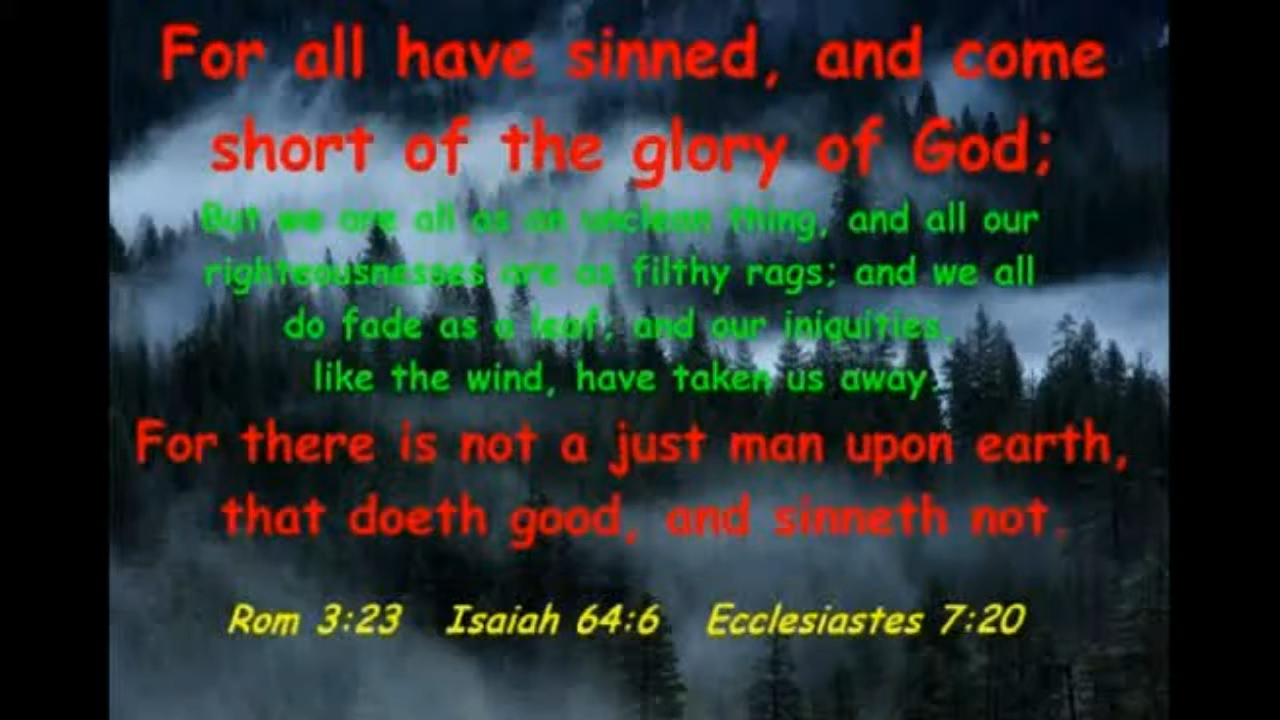 For all have sinned, and come
short of the glory of God;
But we are all as an unclean thing, and all our
righteousnesses are as filthy rags; and we all
do fade as a leaf; and our iniquities,
like the wind, have taken us away.
For there is not a just man upon earth,
that doeth good, and sinneth not.
Rom 3:23 Isaiah 64:6 Ecclesiastes 7:20